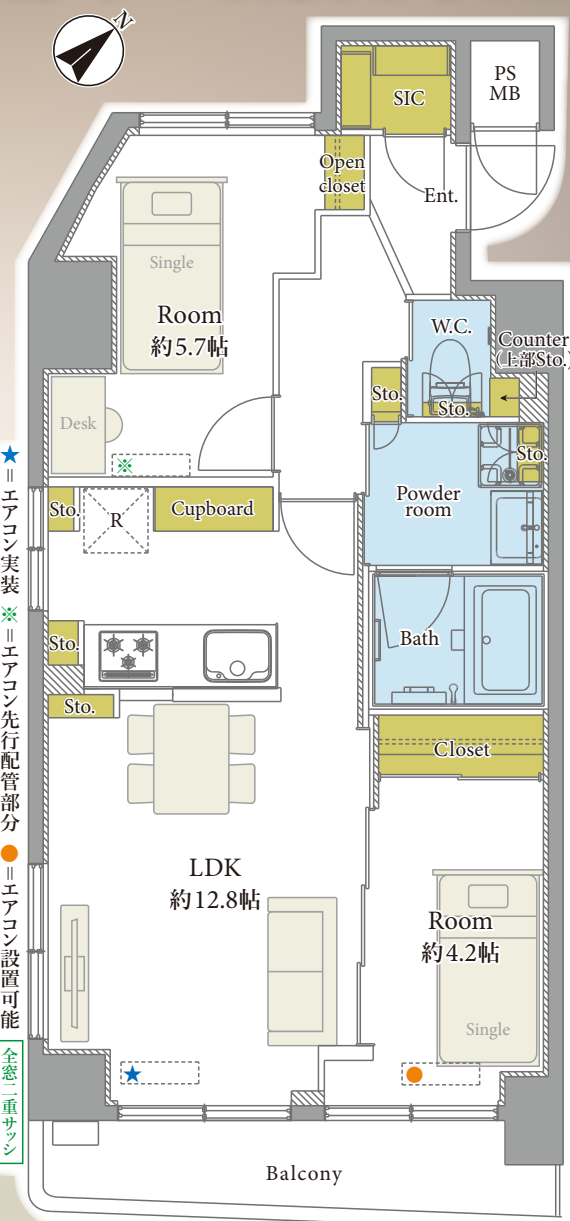 N
SIC
PS
MB
Open
closet
Ent.
Single
Room
約5.7帖
W.C.
Counter
(上部Sto.)
Sto.
Sto.
Desk
※
Sto.
Powder
room
Sto.
R
Cupboard
Bath
Sto.
Sto.
Closet
LDK
約12.8帖
Room
約4.2帖
Single
★
●
Balcony
★=エアコン実装 ※=エアコン先行配管部分 ●=エアコン設置可能
全窓二重サッシ